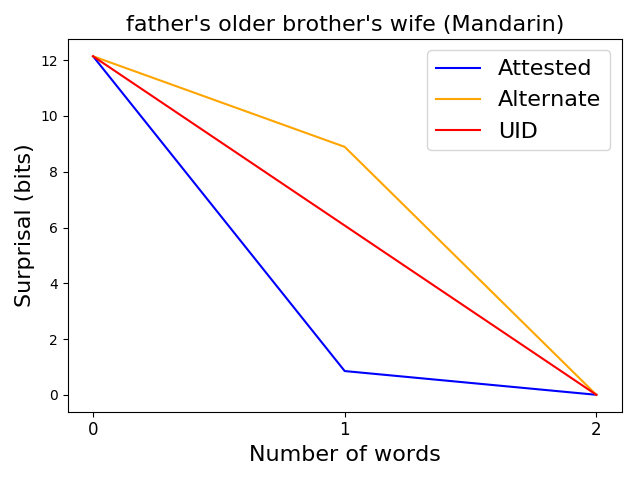 father's older brother's wife (Mandarin)
Surprisal (bits)
12
10
8
6
4
2
0
Attested
Alternate
UID
0 1 2
Number of words